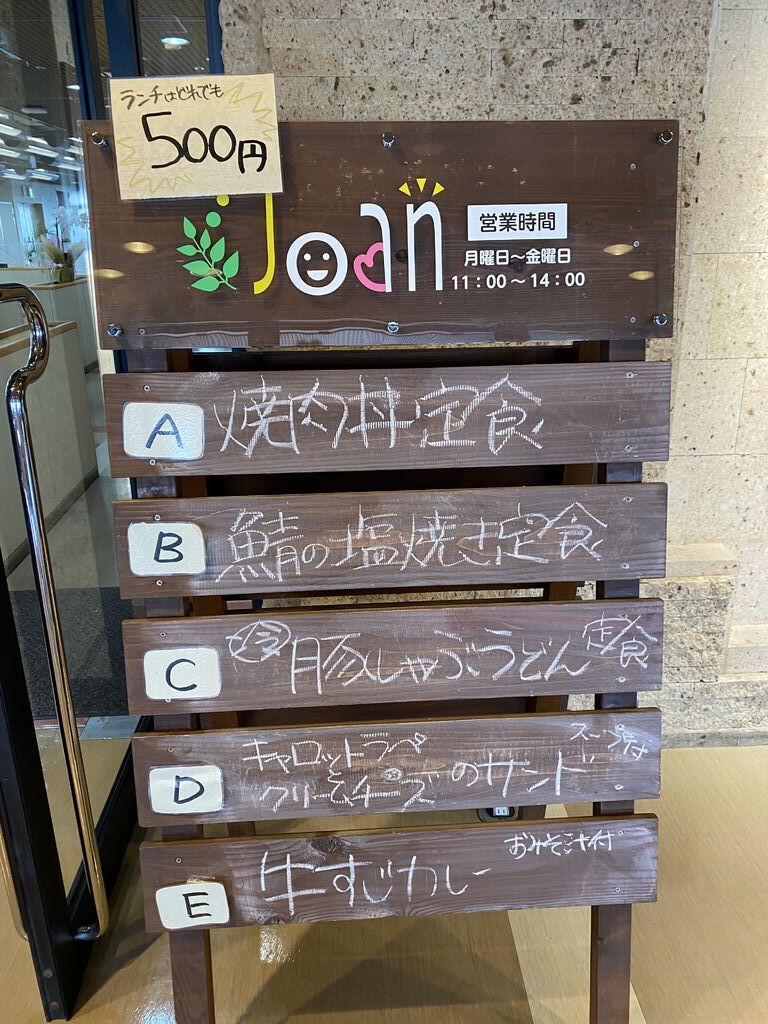 ランチはどれでも
500円
Joan
営業時間
月曜日～金曜日
11：00～14：00
A 焼肉丼定食
B 鯖の塩焼き定食
C 冷 豚しゃぶうどん 定食
D キャロットラペ
クリームチーズ のサンド スープ付
E 牛すじカレー おみそ汁付